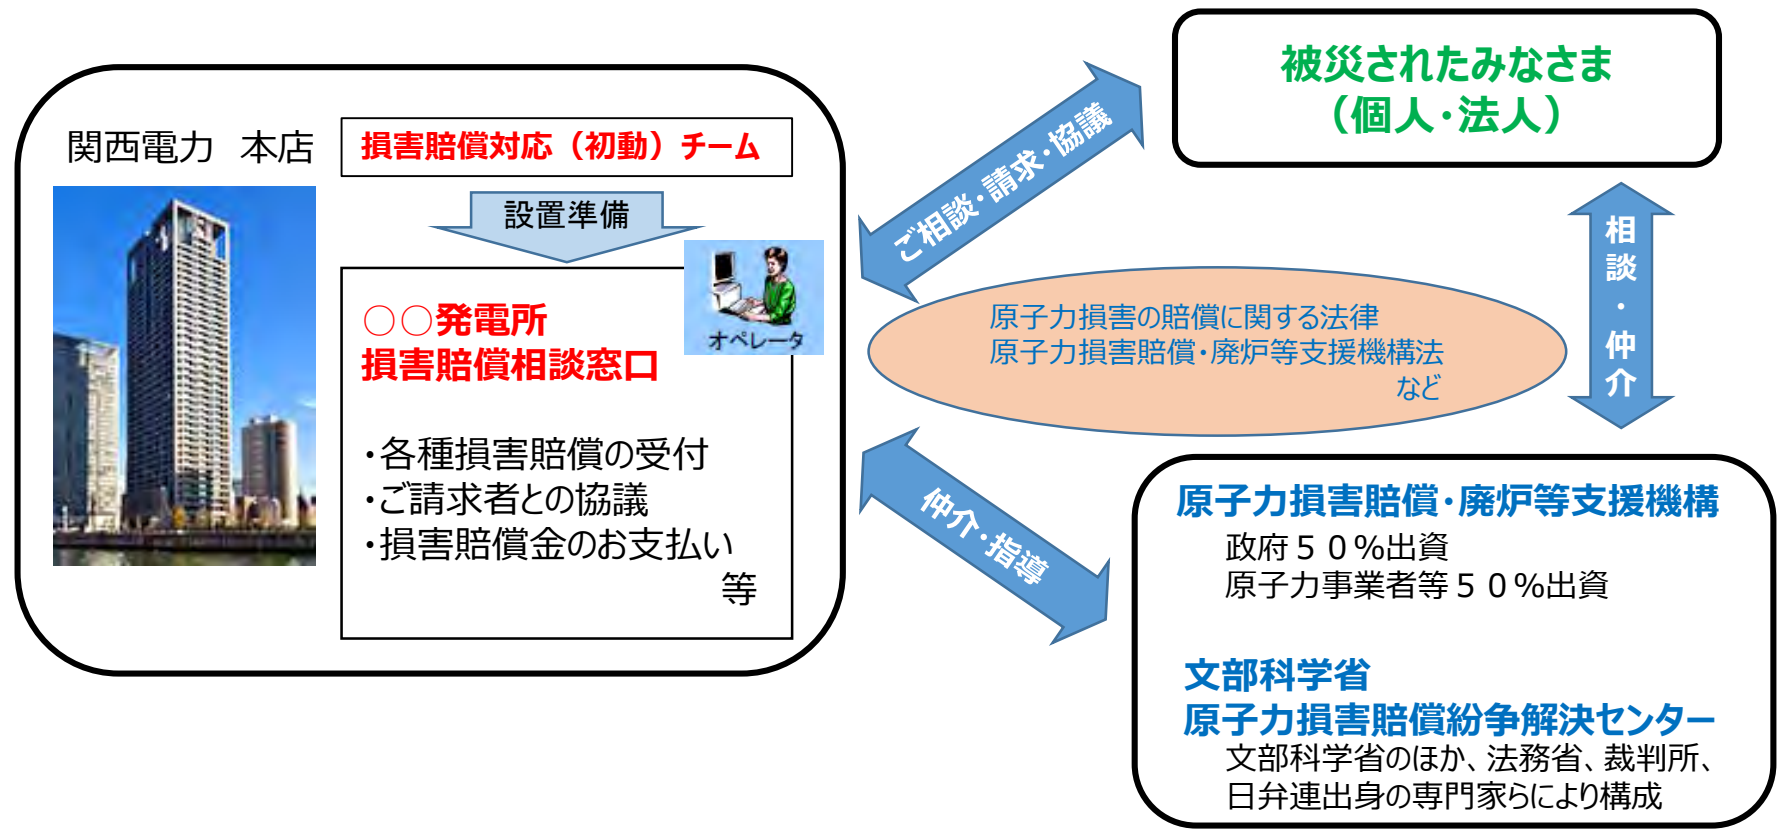 関西電力　本店
損害賠償対応（初動）チーム
設置準備
オペレータ
○○発電所
損害賠償相談窓口
・各種損害賠償の受付
・ご請求者との協議
・損害賠償金のお支払い
等
ご相談・請求・協議
被災されたみなさま
（個人・法人）
原子力損害の賠償に関する法律
原子力損害賠償・廃炉等支援機構法
など
相談・仲介
仲介・指導
原子力損害賠償・廃炉等支援機構
政府５０％出資
原子力事業者等５０％出資
文部科学省
原子力損害賠償紛争解決センター
文部科学省のほか、法務省、裁判所、
日弁連出身の専門家らにより構成